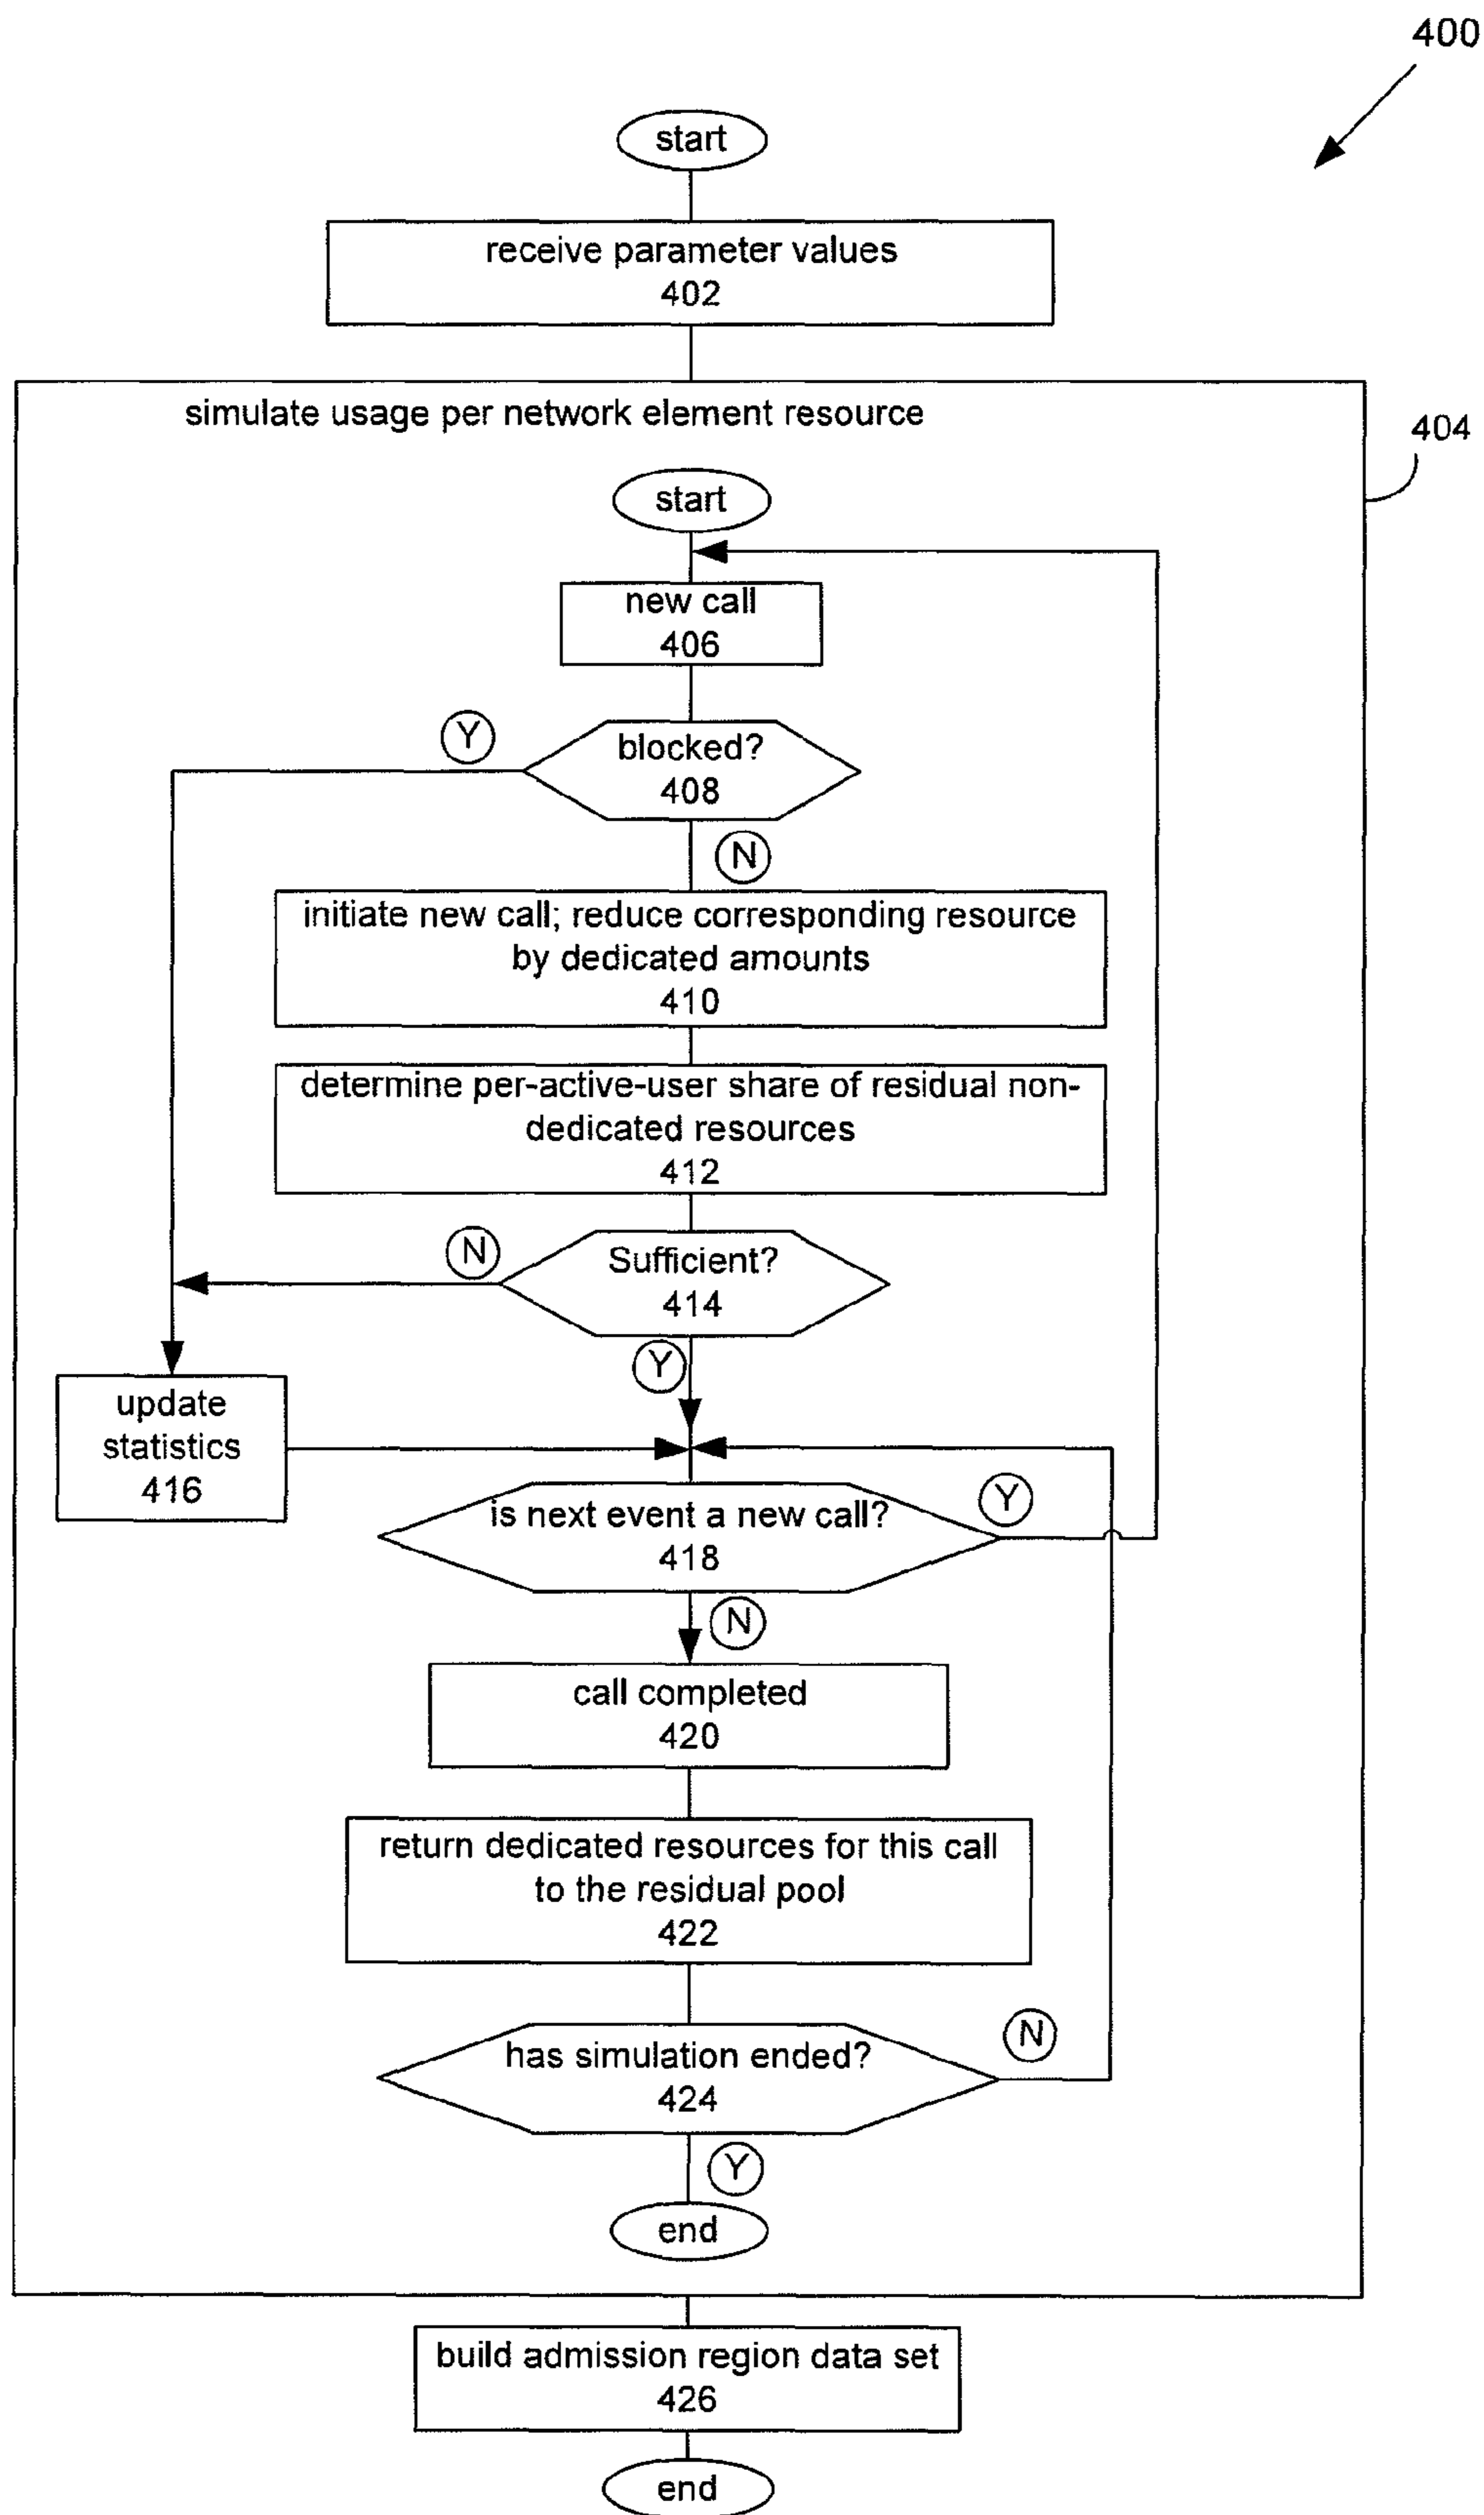 400
start
receive parameter values
402
simulate usage per network element resource
404
start
new call
406
Y
blocked?
408
N
initiate new call; reduce corresponding resource
by dedicated amounts
410
determine per-active-user share of residual non-
dedicated resources
412
N
Sufficient?
414
Y
update
statistics
416
is next event a new call?
418
Y
N
call completed
420
return dedicated resources for this call
to the residual pool
422
has simulation ended?
424
N
Y
end
build admission region data set
426
end